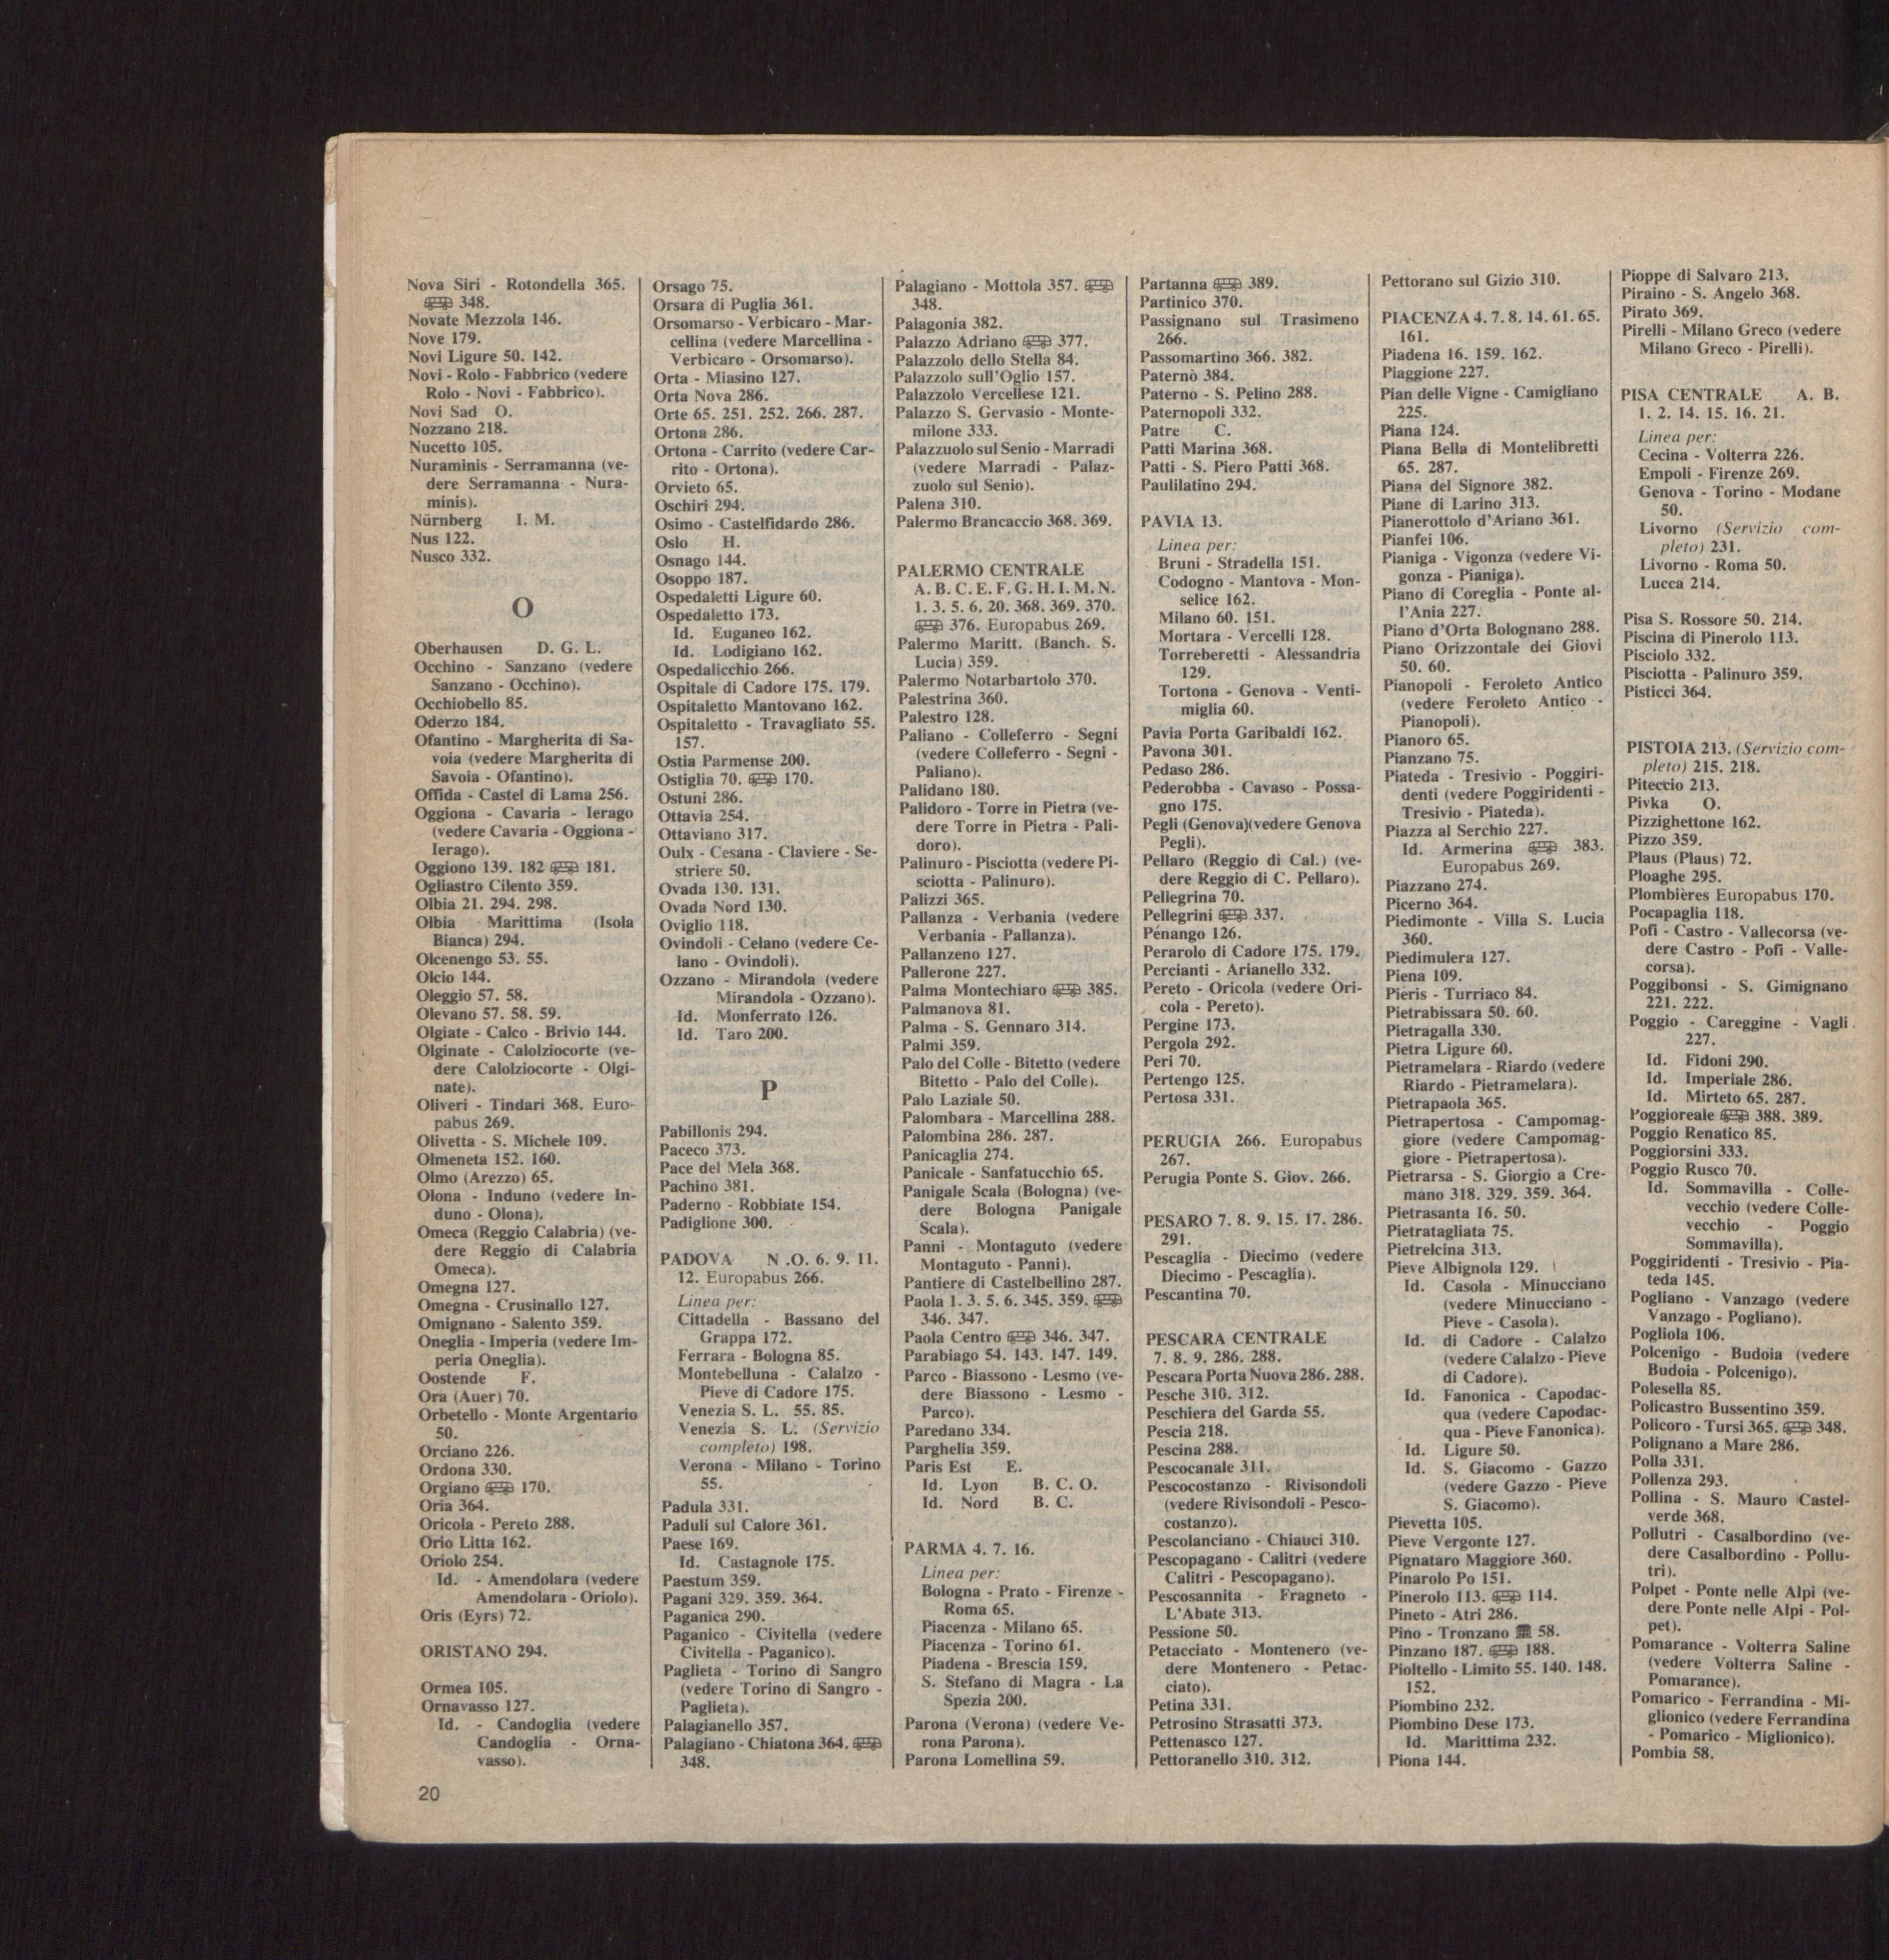 Nova Siri - Rotondella 365.
348.
Novate Mezzola 146.
Nove 179.
Novi Ligure 50. 142.
Novi - Rolo - Fabbrico (vedere
Rolo - Novi - Fabbrico).
Novi Sad O.
Nozzano 218.
Nucetto 105.
Nuraminis - Serramanna (ve-
dere Serramanna - Nura-
minis).
Nürnberg I. M.
Nus 122.
Nusco 332.
O
Oberhausen D. G. L.
Occhino - Sanzano (vedere
Sanzano - Occhino).
Occhiobello 85.
Oderzo 184.
Ofantino - Margherita di Sa-
voia (vedere Margherita di
Savoia - Ofantino).
Offida - Castel di Lama 256.
Oggiona - Cavaria - Ierago
(vedere Cavaria - Oggiona -
Ierago).
Oggiono 139. 182 181.
Ogliastro Cilento 359.
Olbia 21. 294. 298.
Olbia Marittima (Isola
Bianca) 294.
Olcenengo 53. 55.
Olcio 144.
Oleggio 57. 58.
Olevano 57. 58. 59.
Olgiate - Calco - Brivio 144.
Olginate - Calolziocorte (ve-
dere Calolziocorte - Olgi-
nate).
Oliveri - Tindari 368. Euro-
pabus 269.
Olivetta - S. Michele 109.
Olmeneta 152. 160.
Olmo (Arezzo) 65.
Olona - Induno (vedere In-
duno - Olona).
Omeca (Reggio Calabria) (ve-
dere Reggio di Calabria
Omeca).
Omegna 127.
Omegna - Crusinallo 127.
Omignano - Salento 359.
Oneglia - Imperia (vedere Im-
peria Oneglia).
Oostende F.
Ora (Auer) 70.
Orbetello - Monte Argentario
50.
Orciano 226.
Ordona 330.
Orgiano 170.
Oria 364.
Oricola - Pereto 288.
Orio Litta 162.
Oriolo 254.
Id. - Amendolara (vedere
Amendolara - Oriolo).
Oris (Eyrs) 72.
ORISTANO 294.
Ormea 105.
Ornavasso 127.
Id. - Candoglia (vedere
Candoglia - Orna-
vasso).
Orsago 75.
Orsara di Puglia 361.
Orsomarso - Verbicaro - Mar-
cellina (vedere Marcellina -
Verbicaro - Orsomarso).
Orta - Miasino 127.
Orta Nova 286.
Orte 65. 251. 252. 266. 287.
Ortona 286.
Ortona - Carrito (vedere Car-
rito - Ortona).
Orvieto 65.
Oschiri 294.
Osimo - Castelfidardo 286.
Oslo H.
Osnago 144.
Osoppo 187.
Ospedaletti Ligure 60.
Ospedaletto 173.
Id. Euganeo 162.
Id. Lodigiano 162.
Ospedalicchio 266.
Ospitale di Cadore 175. 179.
Ospitaletto Mantovano 162.
Ospitaletto - Travagliato 55.
157.
Ostia Parmense 200.
Ostiglia 70. 170.
Ostuni 286.
Ottavia 254.
Ottaviano 317.
Oulx - Cesana - Claviere - Se-
striere 50.
Ovada 130. 131.
Ovada Nord 130.
Oviglio 118.
Ovindoli - Celano (vedere Ce-
lano - Ovindoli).
Ozzano - Mirandola (vedere
Mirandola - Ozzano).
Id. Monferrato 126.
Id. Taro 200.
P
Pabillonis 294.
Paceco 373.
Pace del Mela 368.
Pachino 381.
Paderno - Robbiate 154.
Padiglione 300.
PADOVA N .O. 6. 9. 11.
12. Europabus 266.
Linea per:
Cittadella - Bassano del
Grappa 172.
Ferrara - Bologna 85.
Montebelluna - Calalzo -
Pieve di Cadore 175.
Venezia S. L. 55. 85.
Venezia S. L. (Servizio
completo) 198.
Verona - Milano - Torino
55.
Padula 331.
Paduli sul Calore 361.
Paese 169.
Id. Castagnole 175.
Paestum 359.
Pagani 329. 359. 364.
Paganica 290.
Paganico - Civitella (vedere
Civitella - Paganico).
Paglieta - Torino di Sangro
(vedere Torino di Sangro -
Paglieta).
Palagianello 357.
Palagiano - Chiatona 364.
348.
Palagiano - Mottola 357.
348.
Palagonia 382.
Palazzo Adriano 377.
Palazzolo dello Stella 84.
Palazzolo sull'Oglio 157.
Palazzolo Vercellese 121.
Palazzo S. Gervasio - Monte-
milone 333.
Palazzuolo sul Senio - Marradi
(vedere Marradi - Palaz-
zuolo sul Senio).
Palena 310.
Palermo Brancaccio 368. 369.
PALERMO CENTRALE
A. B. C. E. F. G. H. I. M. N.
1. 3. 5. 6. 20. 368. 369. 370.
376. Europabus 269.
Palermo Maritt. (Banch. S.
Lucia) 359.
Palermo Notarbartolo 370.
Palestrina 360.
Palestro 128.
Paliano - Colleferro - Segni
(vedere Colleferro - Segni -
Paliano).
Palidano 180.
Palidoro - Torre in Pietra (ve-
dere Torre in Pietra - Pali-
doro).
Palinuro - Pisciotta (vedere Pi-
sciotta - Palinuro).
Palizzi 365.
Pallanza - Verbania (vedere
Verbania - Pallanza).
Pallanzeno 127.
Pallerone 227.
Palma Montechiaro 385.
Palmanova 81.
Palma - S. Gennaro 314.
Palmi 359.
Palo del Colle - Bitetto (vedere
Bitetto - Palo del Colle).
Palo Laziale 50.
Palombara - Marcellina 288.
Palombina 286. 287.
Panicaglia 274.
Panicale - Sanfatucchio 65.
Panigale Scala (Bologna) (ve-
dere Bologna Panigale
Scala).
Panni - Montaguto (vedere
Montaguto - Panni).
Pantiere di Castelbellino 287.
Paola 1. 3. 5. 6. 345. 359.
346. 347.
Paola Centro 346. 347.
Parabiago 54. 143. 147. 149.
Parco - Biassono - Lesmo (ve-
dere Biassono - Lesmo -
Parco).
Paredano 334.
Parghelia 359.
Paris Est E.
Id. Lyon B. C. O.
Id. Nord B. C.
PARMA 4. 7. 16.
Linea per:
Bologna - Prato - Firenze -
Roma 65.
Piacenza - Milano 65.
Piacenza - Torino 61.
Piadena - Brescia 159.
S. Stefano di Magra - La
Spezia 200.
Parona (Verona) (vedere Ve-
rona Parona).
Parona Lomellina 59.
Partanna 389.
Partinico 370.
Passignano sul Trasimeno
266.
Passomartino 366. 382.
Paternò 384.
Paterno - S. Pelino 288.
Paternopoli 332.
Patre C.
Patti Marina 368.
Patti - S. Piero Patti 368.
Paulilatino 294.
PAVIA 13.
Linea per:
Bruni - Stradella 151.
Codogno - Mantova - Mon-
selice 162.
Milano 60. 151.
Mortara - Vercelli 128.
Torreberetti - Alessandria
129.
Tortona - Genova - Venti-
miglia 60.
Pavia Porta Garibaldi 162.
Pavona 301.
Pedaso 286.
Pederobba - Cavaso - Possa-
gno 175.
Pegli (Genova)(vedere Genova
Pegli).
Pellaro (Reggio di Cal.) (ve-
dere Reggio di C. Pellaro).
Pellegrina 70.
Pellegrini 337.
Penango 126.
Perarolo di Cadore 175. 179.
Percianti - Arianello 332.
Pereto - Oricola (vedere Ori-
cola - Pereto).
Pergine 173.
Pergola 292.
Peri 70.
Pertengo 125.
Pertosa 331.
PERUGIA 266. Europabus
267.
Perugia Ponte S. Giov. 266.
PESARO 7. 8. 9. 15. 17. 286.
291.
Pescaglia - Diecimo (vedere
Diecimo - Pescaglia).
Pescantina 70.
PESCARA CENTRALE
7. 8. 9. 286. 288.
Pescara Porta Nuova 286. 288.
Pesche 310. 312.
Peschiera del Garda 55.
Pescia 218.
Pescina 288.
Pescocanale 311.
Pescocostanzo - Rivisondoli
(vedere Rivisondoli - Pesco-
costanzo).
Pescolanciano - Chiauci 310.
Pescopagano - Calitri (vedere
Calitri - Pescopagano).
Pescosannita - Fragneto -
L'Abate 313.
Pessione 50.
Petacciato - Montenero (ve-
dere Montenero - Petac-
ciato).
Petina 331.
Petrosino Strasatti 373.
Pettenasco 127.
Pettoranello 310. 312.
Pettorano sul Gizio 310.
PIACENZA 4. 7. 8. 14. 61. 65.
161.
Piadena 16. 159. 162.
Piaggione 227.
Pian delle Vigne - Camigliano
225.
Piana 124.
Piana Bella di Montelibretti
65. 287.
Piana del Signore 382.
Piane di Larino 313.
Pianerottolo d'Ariano 361.
Pianfei 106.
Pianiga - Vigonza (vedere Vi-
gonza - Pianiga).
Piano di Coreglia - Ponte al-
l'Ania 227.
Piano d'Orta Bolognano 288.
Piano Orizzontale dei Giovi
50. 60.
Pianopoli - Feroleto Antico
(vedere Feroleto Antico -
Pianopoli).
Pianoro 65.
Pianzano 75.
Piateda - Tresivio - Poggiri-
denti (vedere Poggiridenti -
Tresivio - Piateda).
Piazza al Serchio 227.
Id. Armerina 383.
Europabus 269.
Piazzano 274.
Picerno 364.
Piedimonte - Villa S. Lucia
360.
Piedimulera 127.
Piena 109.
Pieris - Turriaco 84.
Pietrabissara 50. 60.
Pietragalla 330.
Pietra Ligure 60.
Pietramelara - Riardo (vedere
Riardo - Pietramelara).
Pietrapaola 365.
Pietrapertosa - Campomag-
giore (vedere Campomag-
giore - Pietrapertosa).
Pietrarsa - S. Giorgio a Cre-
mano 318. 329. 359. 364.
Pietrasanta 16. 50.
Pietratagliata 75.
Pietrelcina 313.
Pieve Albignola 129.
Id. Casola - Minucciano
(vedere Minucciano -
Pieve - Casola).
Id. di Cadore - Calalzo
(vedere Calalzo - Pieve
di Cadore).
Id. Fanonica - Capodac-
qua (vedere Capodac-
qua - Pieve Fanonica).
Id. Ligure 50.
Id. S. Giacomo - Gazzo
(vedere Gazzo - Pieve
S. Giacomo).
Pievetta 105.
Pieve Vergonte 127.
Pignataro Maggiore 360.
Pinarolo Po 151.
Pinerolo 113. 114.
Pineto - Atri 286.
Pino - Tronzano 58.
Pinzano 187. 188.
Pioltello - Limito 55. 140. 148.
152.
Piombino 232.
Piombino Dese 173.
Id. Marittima 232.
Piona 144.
Pioppe di Salvaro 213.
Piraino - S. Angelo 368.
Pirato 369.
Pirelli - Milano Greco (vedere
Milano Greco - Pirelli).
PISA CENTRALE A. B.
1. 2. 14. 15. 16. 21.
Linea per:
Cecina - Volterra 226.
Empoli - Firenze 269.
Genova - Torino - Modane
50.
Livorno (Servizio com-
pleto) 231.
Livorno - Roma 50.
Lucca 214.
Pisa S. Rossore 50. 214.
Piscina di Pinerolo 113.
Pisciolo 332.
Pisciotta - Palinuro 359.
Pisticci 364.
PISTOIA 213. (Servizio com-
pleto) 215. 218.
Piteccio 213.
Pivka O.
Pizzighettone 162.
Pizzo 359.
Plaus (Plaus) 72.
Ploaghe 295.
Plombières Europabus 170.
Pocapaglia 118.
Pofi - Castro - Vallecorsa (ve-
dere Castro - Pofi - Valle-
corsa).
Poggibonsi - S. Gimignano
221. 222.
Poggio - Careggine - Vagli
227.
Id. Fidoni 290.
Id. Imperiale 286.
Id. Mirteto 65. 287.
Poggioreale 388. 389.
Poggio Renatico 85.
Poggiorsini 333.
Poggio Rusco 70.
Id. Sommavilla - Colle-
vecchio (vedere Colle-
vecchio - Poggio
Sommavilla).
Poggiridenti - Tresivio - Pia-
teda 145.
Pogliano - Vanzago (vedere
Vanzago - Pogliano).
Pogliola 106.
Polcenigo - Budoia (vedere
Budoia - Polcenigo).
Polesella 85.
Policastro Bussentino 359.
Policoro - Tursi 365. 348.
Polignano a Mare 286.
Polla 331.
Pollenza 293.
Pollina - S. Mauro Castel-
verde 368.
Pollutri - Casalbordino (ve-
dere Casalbordino - Pollu-
tri).
Polpet - Ponte nelle Alpi (ve-
dere Ponte nelle Alpi - Pol-
pet).
Pomarance - Volterra Saline
(vedere Volterra Saline -
Pomarance).
Pomarico - Ferrandina - Mi-
glionico (vedere Ferrandina
- Pomarico - Miglionico).
Pombia 58.
20